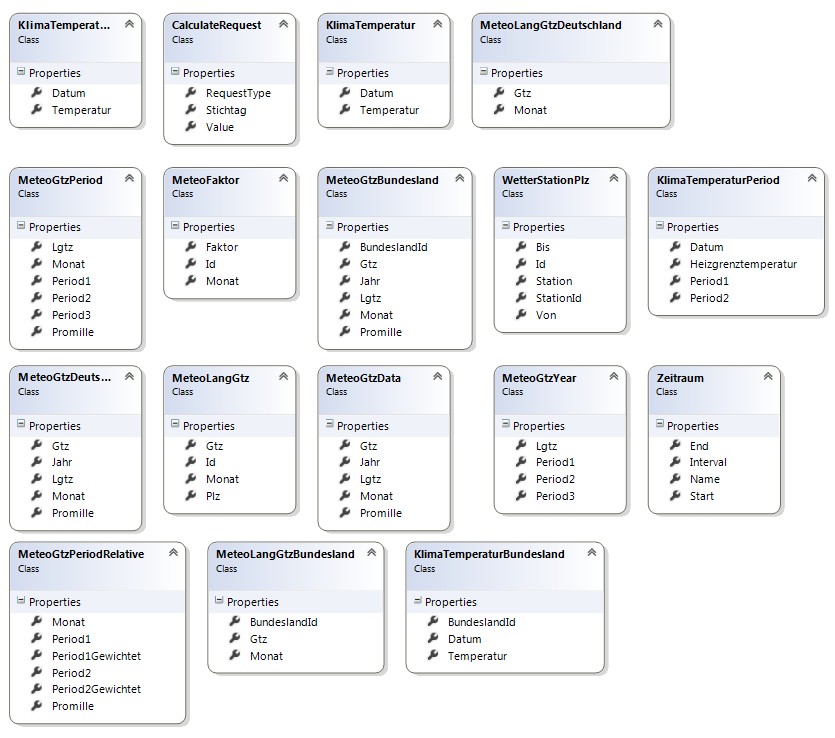 KlimaTemperat...
Class
Properties
Datum
Temperatur
CalculateRequest
Class
Properties
RequestType
Stichtag
Value
KlimaTemperatur
Class
Properties
Datum
Temperatur
MeteoLangGtzDeutschland
Class
Properties
Gtz
Monat
MeteoGtzPeriod
Class
Properties
Lgtz
Monat
Period1
Period2
Period3
Promille
MeteoFaktor
Class
Properties
Faktor
Id
Monat
MeteoGtzBundesland
Class
Properties
BundeslandId
Gtz
Jahr
Lgtz
Monat
Promille
WetterStationPlz
Class
Properties
Bis
Id
Station
StationId
Von
KlimaTemperaturPeriod
Class
Properties
Datum
Heizgrenztemperatur
Period1
Period2
MeteoGtzDeuts...
Class
Properties
Gtz
Jahr
Lgtz
Monat
Promille
MeteoLangGtz
Class
Properties
Gtz
Id
Monat
Plz
MeteoGtzData
Class
Properties
Gtz
Jahr
Lgtz
Monat
Promille
MeteoGtzYear
Class
Properties
Lgtz
Period1
Period2
Period3
Zeitraum
Class
Properties
End
Interval
Name
Start
MeteoGtzPeriodRelative
Class
Properties
Monat
Period1
Period1Gewichtet
Period2
Period2Gewichtet
Promille
MeteoLangGtzBundesland
Class
Properties
BundeslandId
Gtz
Monat
KlimaTemperaturBundesland
Class
Properties
BundeslandId
Datum
Temperatur